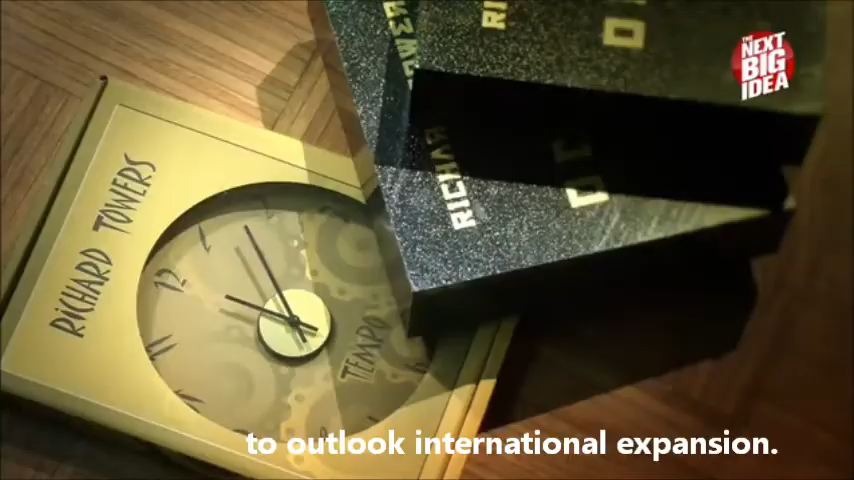 THE
NEXT
BIG
IDEA
RICHARD TOWERS
12
TEMPO
RICHAR
to outlook international expansion.